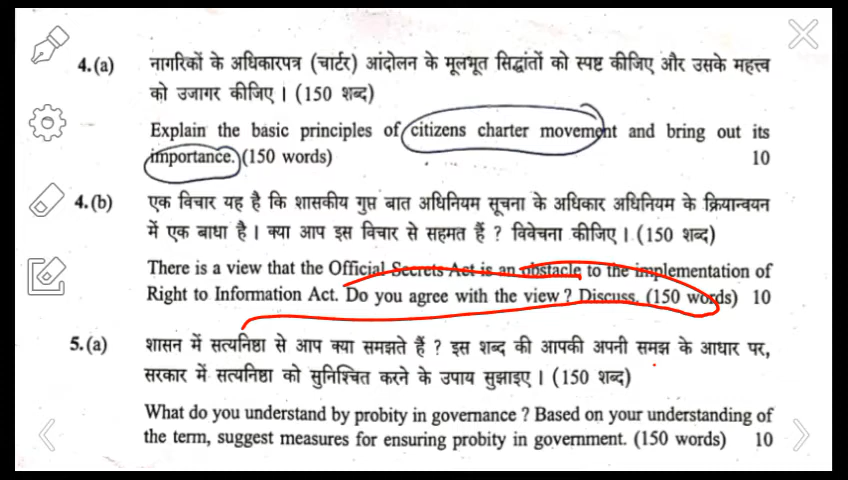 4.(a) नागरिकों के अधिकारपत्र (चार्टर) आंदोलन के मूलभूत सिद्धांतों को स्पष्ट कीजिए और उसके महत्त्व
को उजागर कीजिए । (150 शब्द)
Explain the basic principles of citizens charter movement and bring out its
importance. (150 words) 10
4.(b) एक विचार यह है कि शासकीय गुप्त बात अधिनियम सूचना के अधिकार अधिनियम के क्रियान्वयन
में एक बाधा है । क्या आप इस विचार से सहमत हैं ? विवेचना कीजिए । (150 शब्द)
There is a view that the Official Secrets Act is an obstacle to the implementation of
Right to Information Act. Do you agree with the view ? Discuss. (150 words) 10
5.(a) शासन में सत्यनिष्ठा से आप क्या समझते हैं ? इस शब्द की आपकी अपनी समझ के आधार पर,
सरकार में सत्यनिष्ठा को सुनिश्चित करने के उपाय सुझाइए । (150 शब्द)
What do you understand by probity in governance ? Based on your understanding of
the term, suggest measures for ensuring probity in government. (150 words) 10